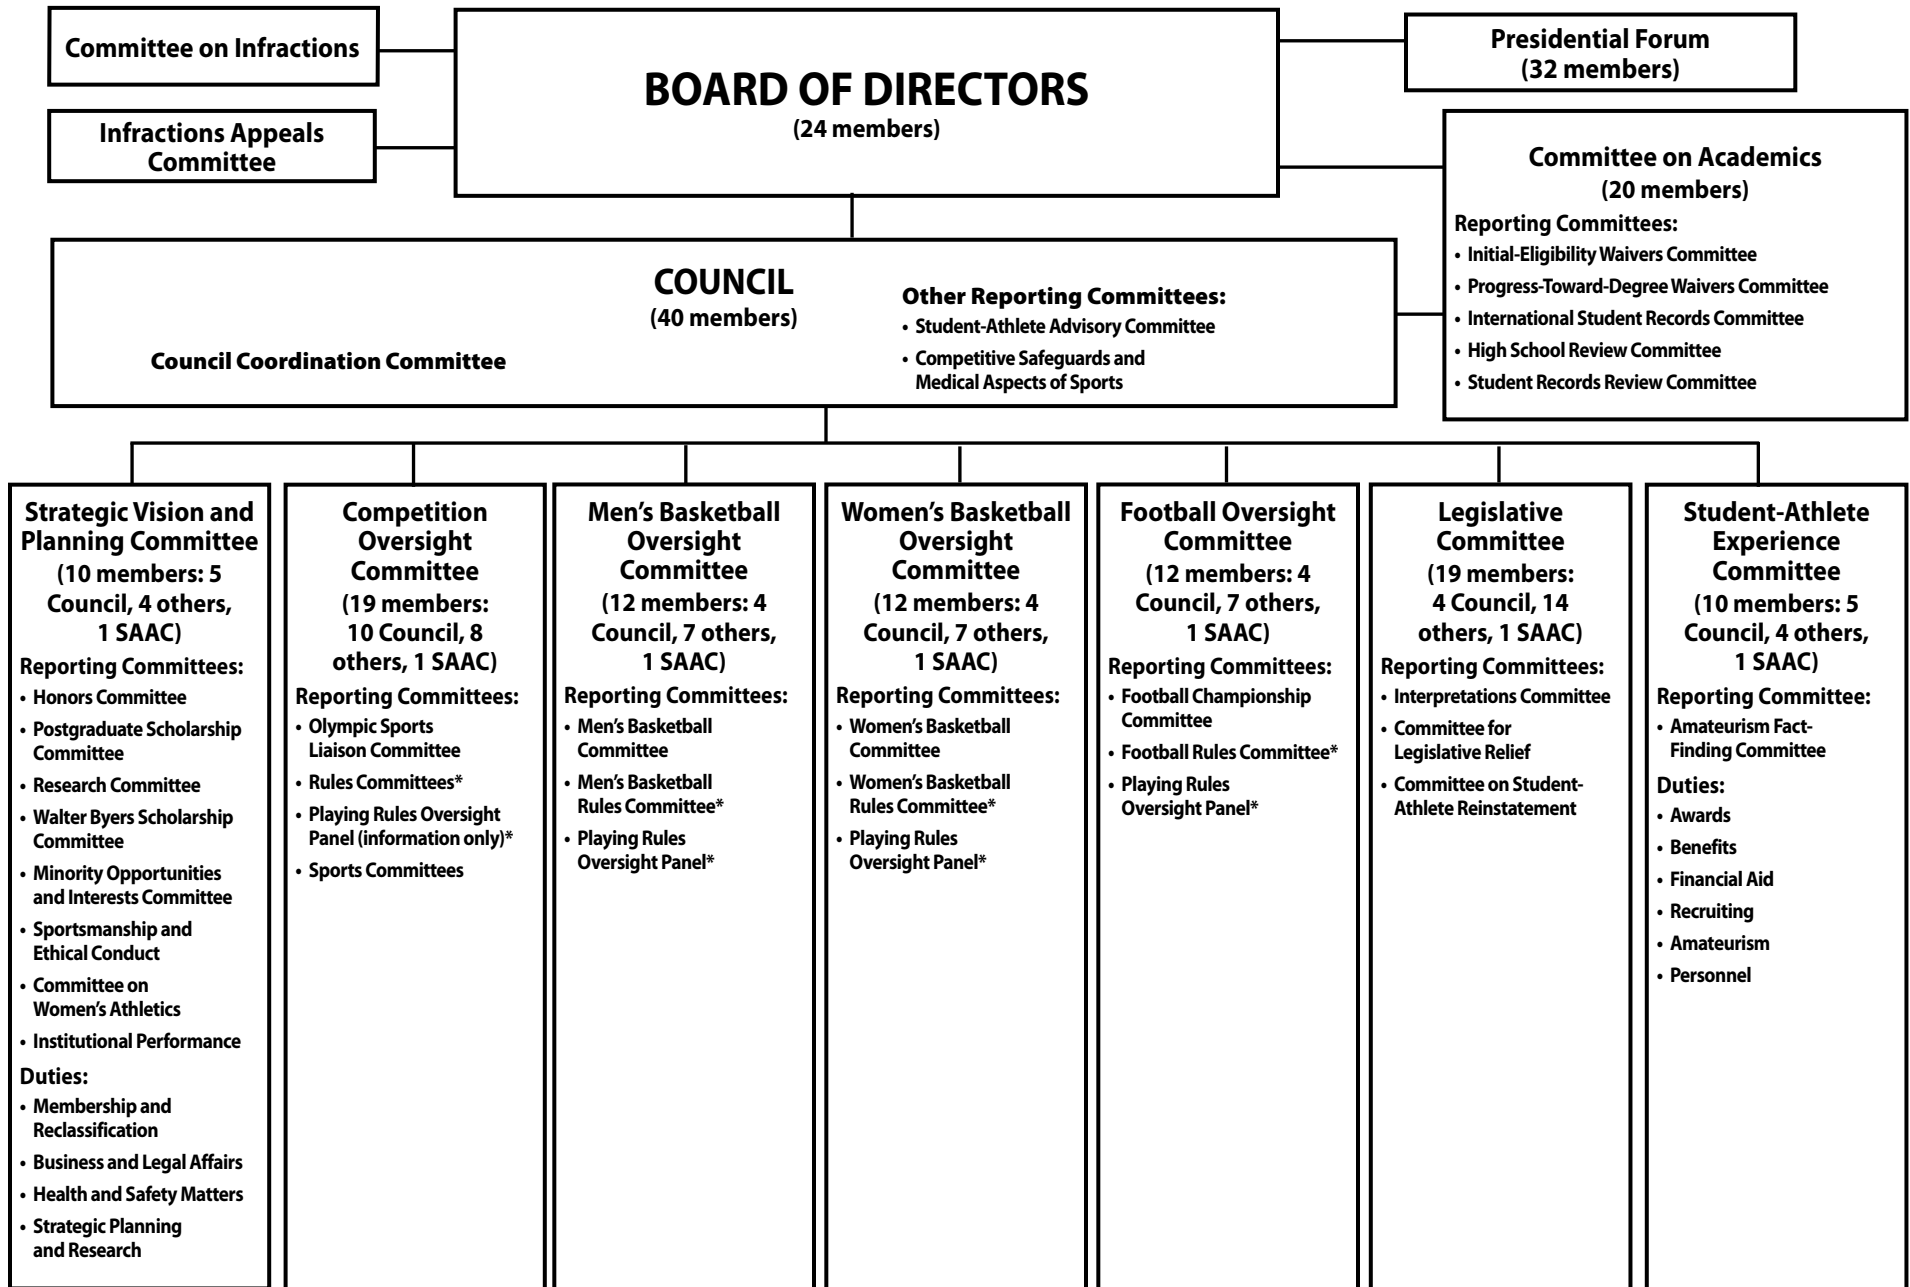 Committee on Infractions
Infractions Appeals
Committee
BOARD OF DIRECTORS
(24 members)
Presidential Forum
(32 members)
Committee on Academics
(20 members)
Reporting Committees:
• Initial-Eligibility Waivers Committee
• Progress-Toward-Degree Waivers Committee
• International Student Records Committee
• High School Review Committee
• Student Records Review Committee
COUNCIL
(40 members)
Council Coordination Committee
Other Reporting Committees:
• Student-Athlete Advisory Committee
• Competitive Safeguards and
Medical Aspects of Sports
Strategic Vision and
Planning Committee
(10 members: 5
Council, 4 others,
1 SAAC)
Reporting Committees:
• Honors Committee
• Postgraduate Scholarship
Committee
• Research Committee
• Walter Byers Scholarship
Committee
• Minority Opportunities
and Interests Committee
• Sportsmanship and
Ethical Conduct
• Committee on
Women's Athletics
• Institutional Performance
Duties:
• Membership and
Reclassification
• Business and Legal Affairs
• Health and Safety Matters
• Strategic Planning
and Research
Competition
Oversight
Committee
(19 members:
10 Council, 8
others, 1 SAAC)
Reporting Committees:
• Olympic Sports
Liaison Committee
• Rules Committees*
• Playing Rules Oversight
Panel (information only)*
• Sports Committees
Men's Basketball
Oversight
Committee
(12 members: 4
Council, 7 others,
1 SAAC)
Reporting Committees:
• Men's Basketball
Committee
• Men's Basketball
Rules Committee*
• Playing Rules
Oversight Panel*
Women's Basketball
Oversight
Committee
(12 members: 4
Council, 7 others,
1 SAAC)
Reporting Committees:
• Women's Basketball
Committee
• Women's Basketball
Rules Committee*
• Playing Rules
Oversight Panel*
Football Oversight
Committee
(12 members: 4
Council, 7 others,
1 SAAC)
Reporting Committees:
• Football Championship
Committee
• Football Rules Committee*
• Playing Rules
Oversight Panel*
Legislative
Committee
(19 members:
4 Council, 14
others, 1 SAAC)
Reporting Committees:
• Interpretations Committee
• Committee for
Legislative Relief
• Committee on Student-
Athlete Reinstatement
Student-Athlete
Experience
Committee
(10 members: 5
Council, 4 others,
1 SAAC)
Reporting Committee:
• Amateurism Fact-
Finding Committee
Duties:
• Awards
• Benefits
• Financial Aid
• Recruiting
• Amateurism
• Personnel